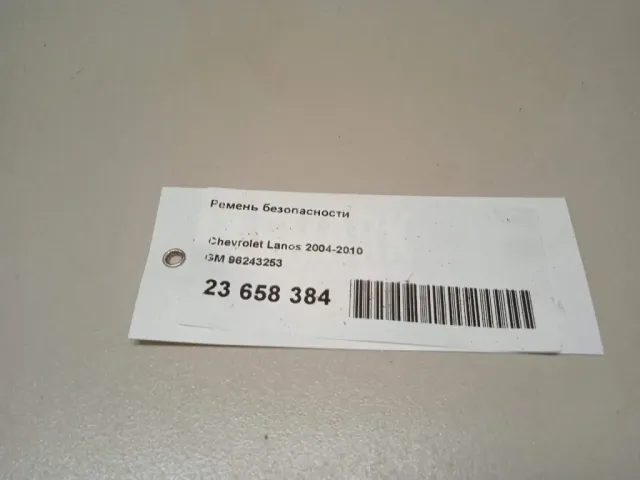 Ремень безопасности
Chevrolet Lanos 2004-2010
GM 96243253
23 658 384